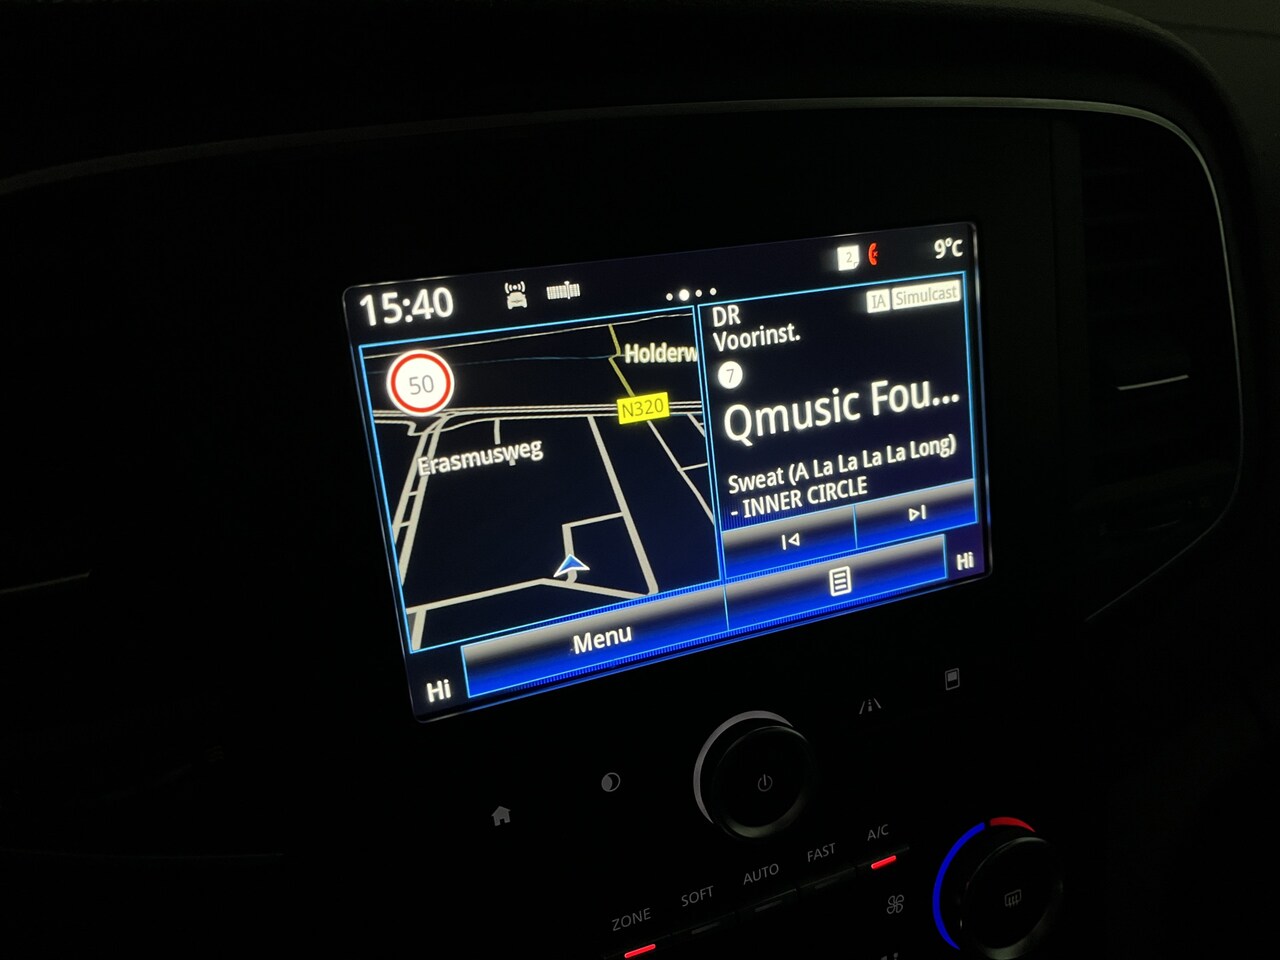 15:40
2
9°C
50
Holderw
N320
Erasmusweg
DR
IA Simulcast
Voorinst.
7
Qmusic Fou...
Sweat (A La La La La Long)
- INNER CIRCLE
Menu
Hi
Hi
ZONE
SOFT
AUTO
FAST
A/C